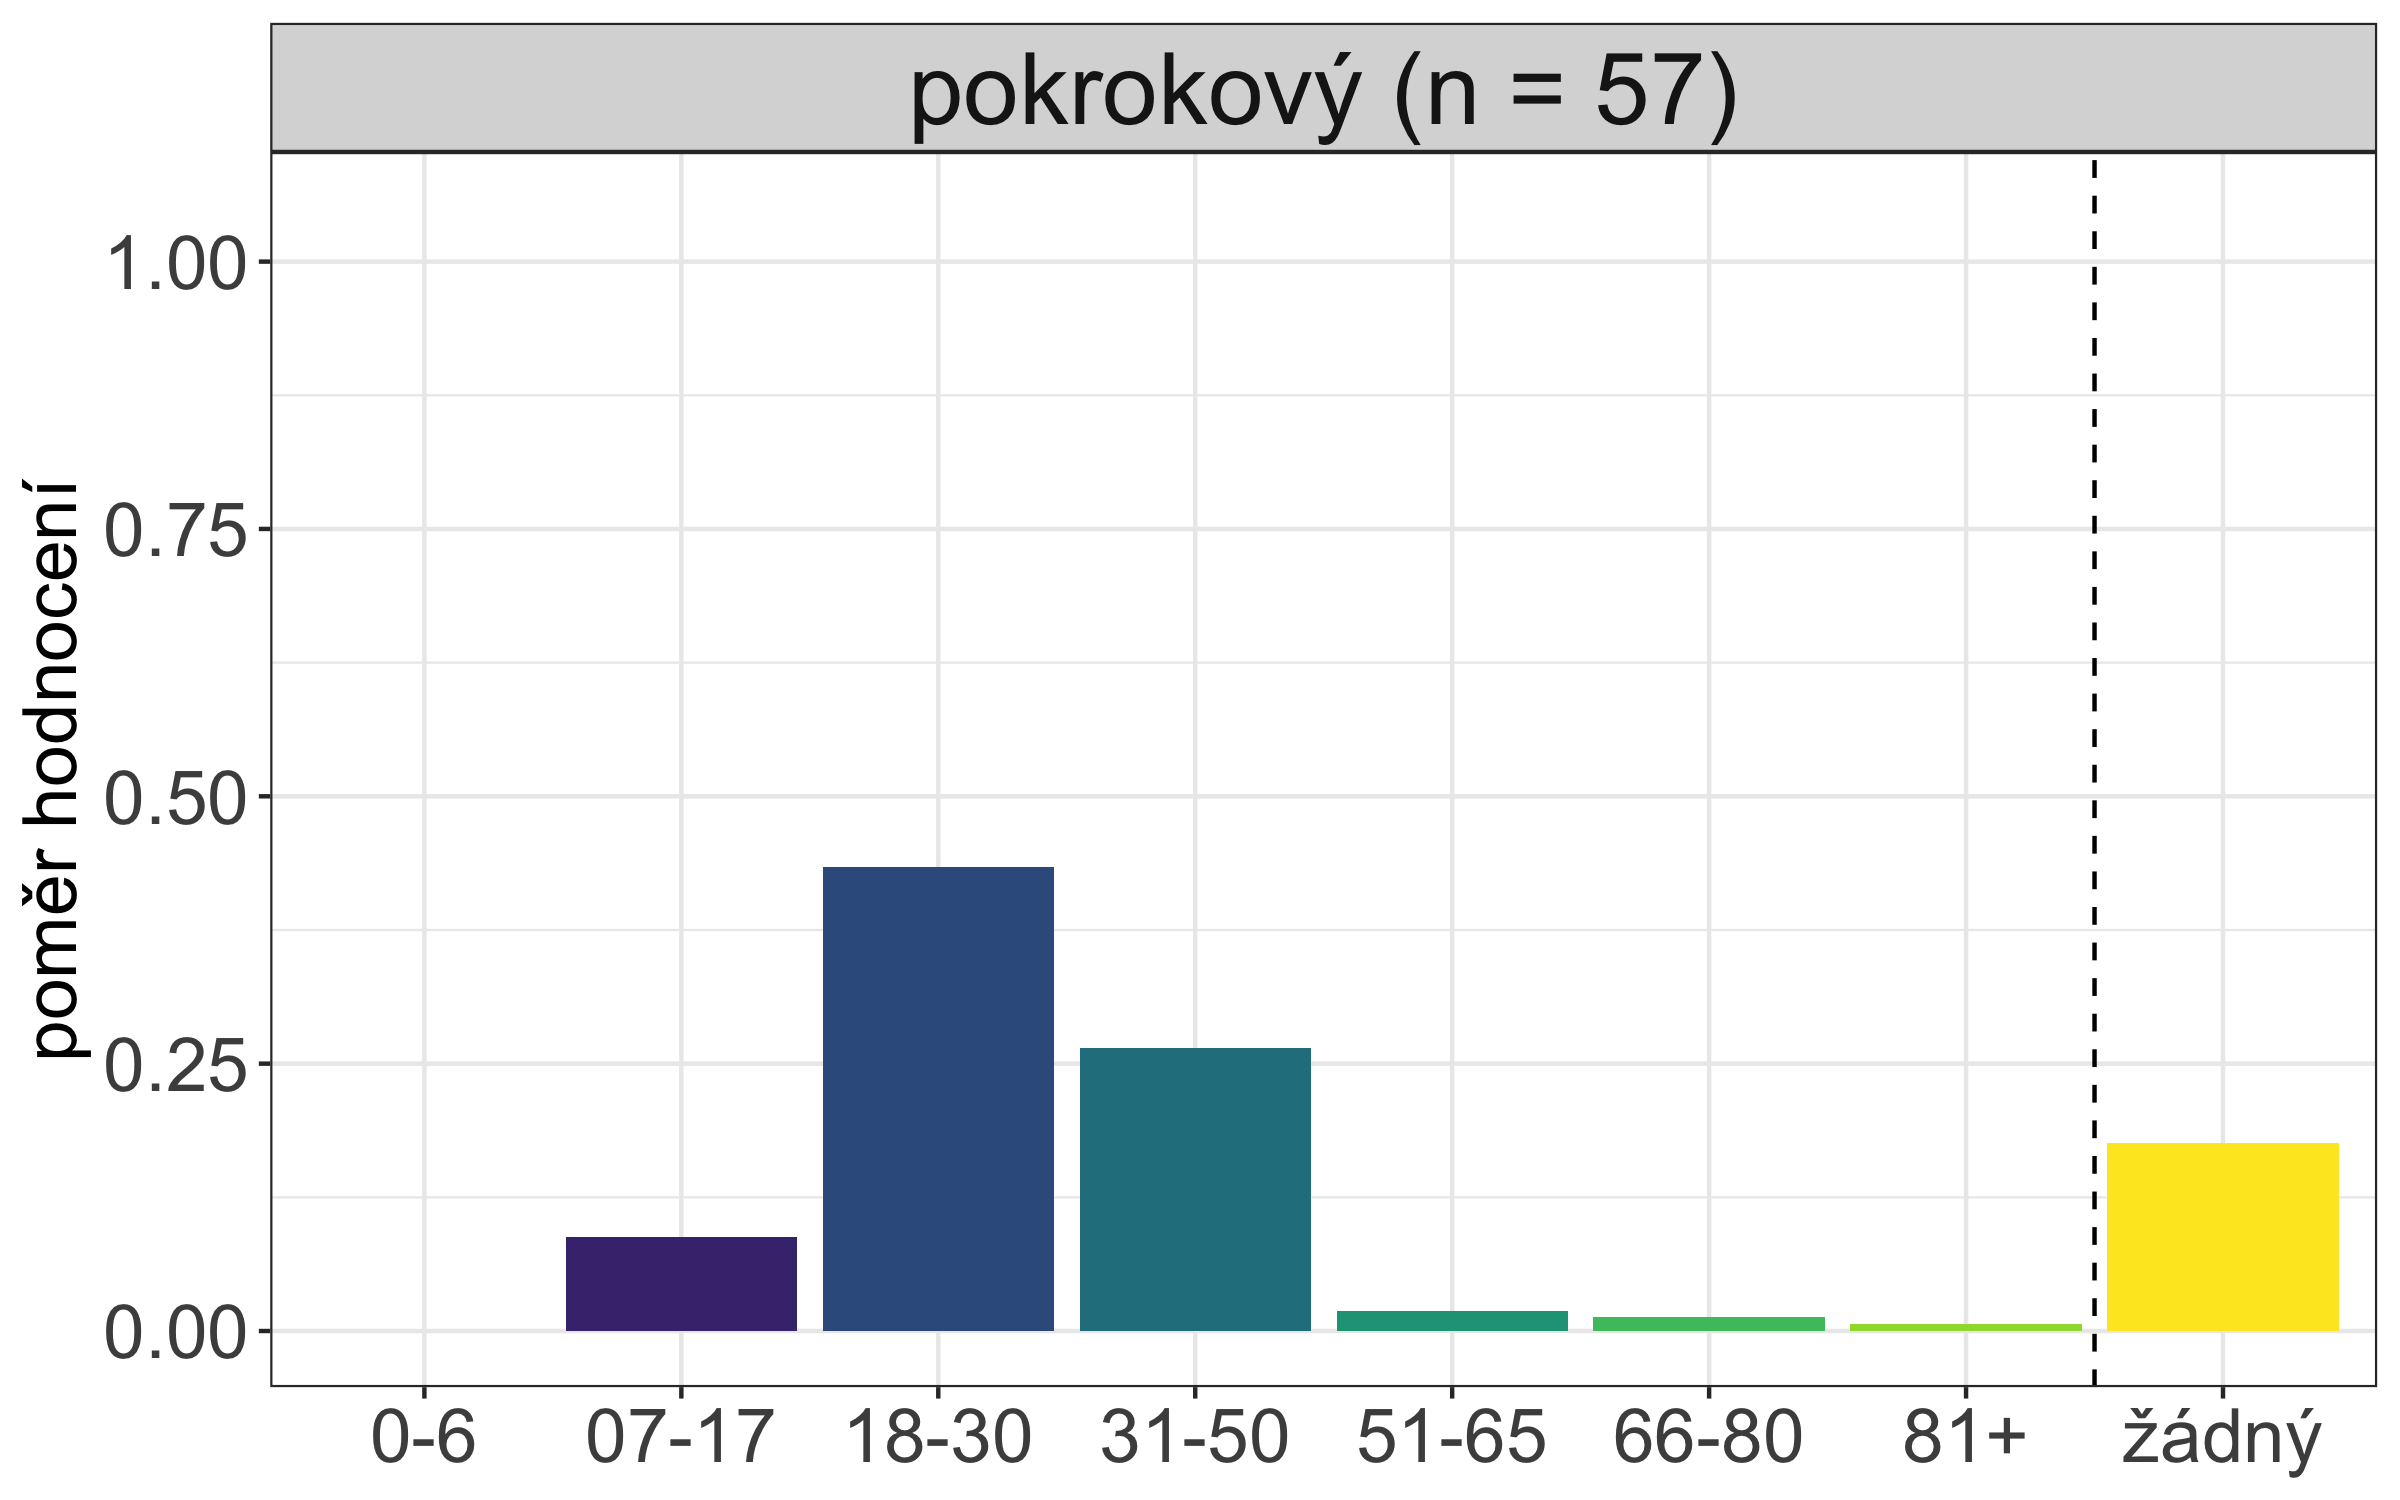 pokrokový (n = 57)
poměr hodnocení
1.00
0.75
0.50
0.25
0.00
0-6 07-17 18-30 31-50 51-65 66-80 81+ žádný